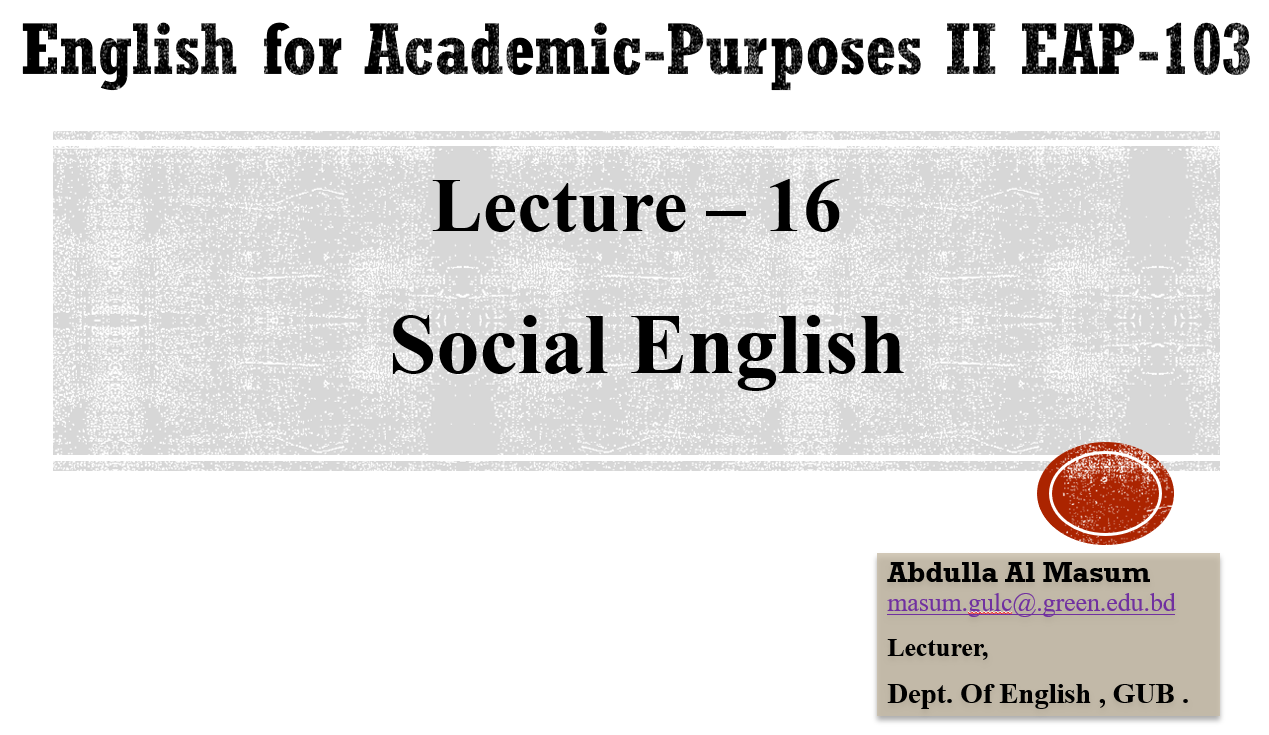 English for Academic-Purposes II EAP-103
Lecture – 16
Social English
Abdulla Al Masum
masum.gulc@.green.edu.bd
Lecturer,
Dept. Of English , GUB .